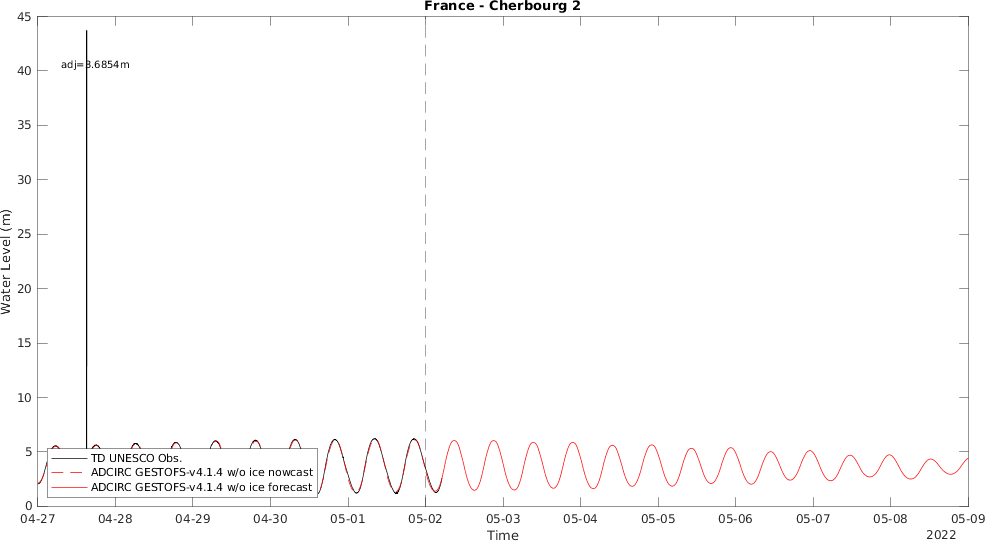 France - Cherbourg 2
45
40
35
30
25
20
15
10
5
0
adj=3.6854m
Water Level (m)
TD UNESCO Obs.
ADCIRC GESTOFS-v4.1.4 w/o ice nowcast
ADCIRC GESTOFS-v4.1.4 w/o ice forecast
04-27 04-28 04-29 04-30 05-01 05-02 05-03 05-04 05-05 05-06 05-07 05-08 05-09
Time
2022